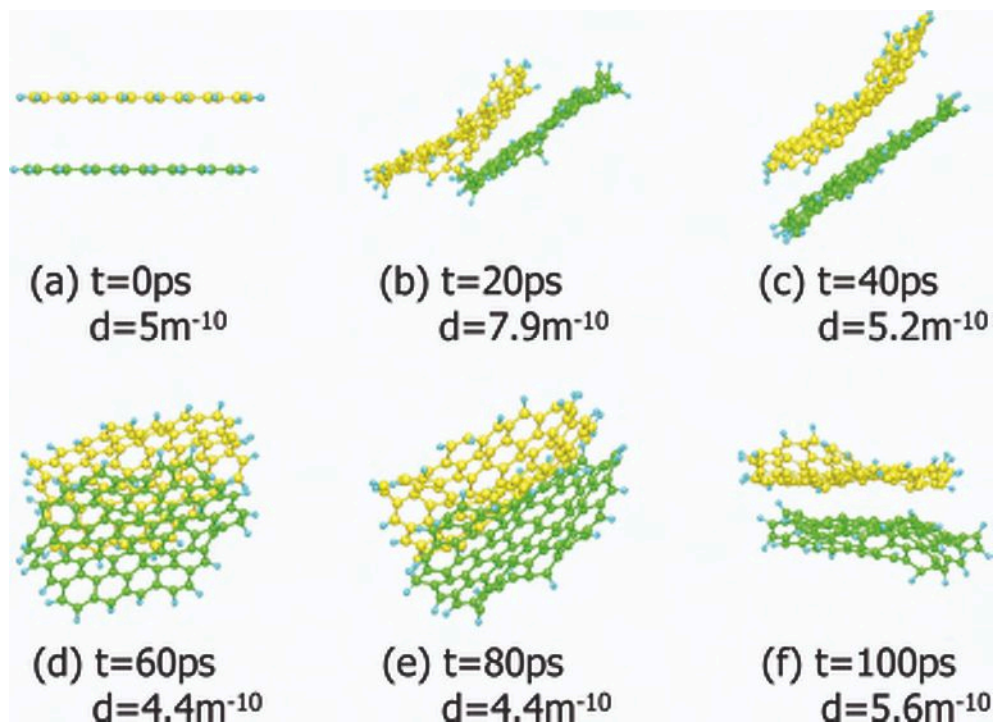 (a) t=0ps
d=5m⁻¹⁰
(b) t=20ps
d=7.9m⁻¹⁰
(c) t=40ps
d=5.2m⁻¹⁰
(d) t=60ps
d=4.4m⁻¹⁰
(e) t=80ps
d=4.4m⁻¹⁰
(f) t=100ps
d=5.6m⁻¹⁰